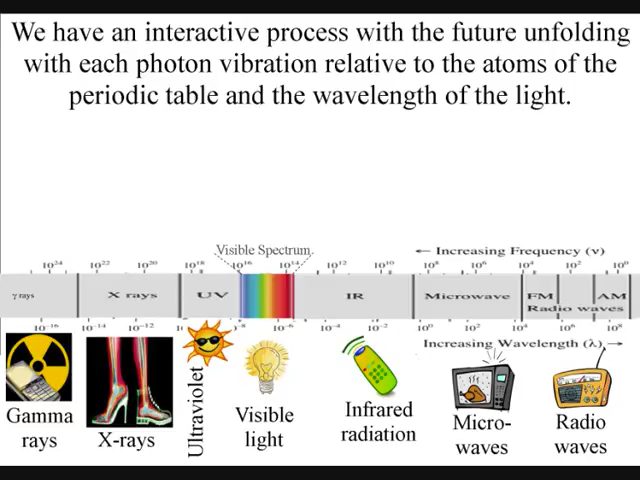 We have an interactive process with the future unfolding
with each photon vibration relative to the atoms of the
periodic table and the wavelength of the light.
Visible Spectrum
← Increasing Frequency (ν)
10²⁴ 10²² 10²⁰ 10¹⁸ 10¹⁶ 10¹⁴ 10¹² 10¹⁰ 10⁸ 10⁶ 10⁴ 10² 10⁰
γ rays X rays UV IR Microwave FM AM
Radio waves
10⁻¹⁶ 10⁻¹⁴ 10⁻¹² 10⁻⁶ 10⁻⁴ 10⁻² 10⁰ 10² 10⁴ 10⁶ 10⁸
Increasing Wavelength (λ) →
Gamma
rays
X-rays
Ultraviolet
Visible
light
Infrared
radiation
Micro-
waves
Radio
waves